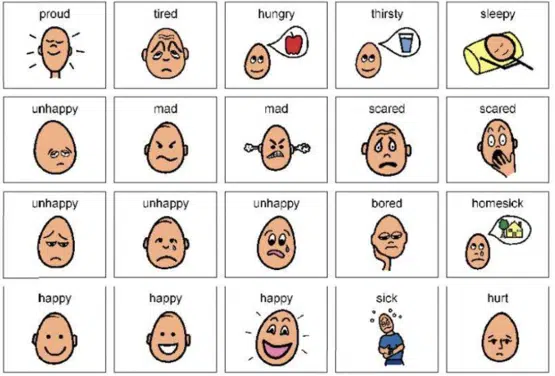 proud
tired
hungry
thirsty
sleepy
unhappy
mad
mad
scared
scared
unhappy
unhappy
unhappy
bored
homesick
happy
happy
happy
sick
hurt